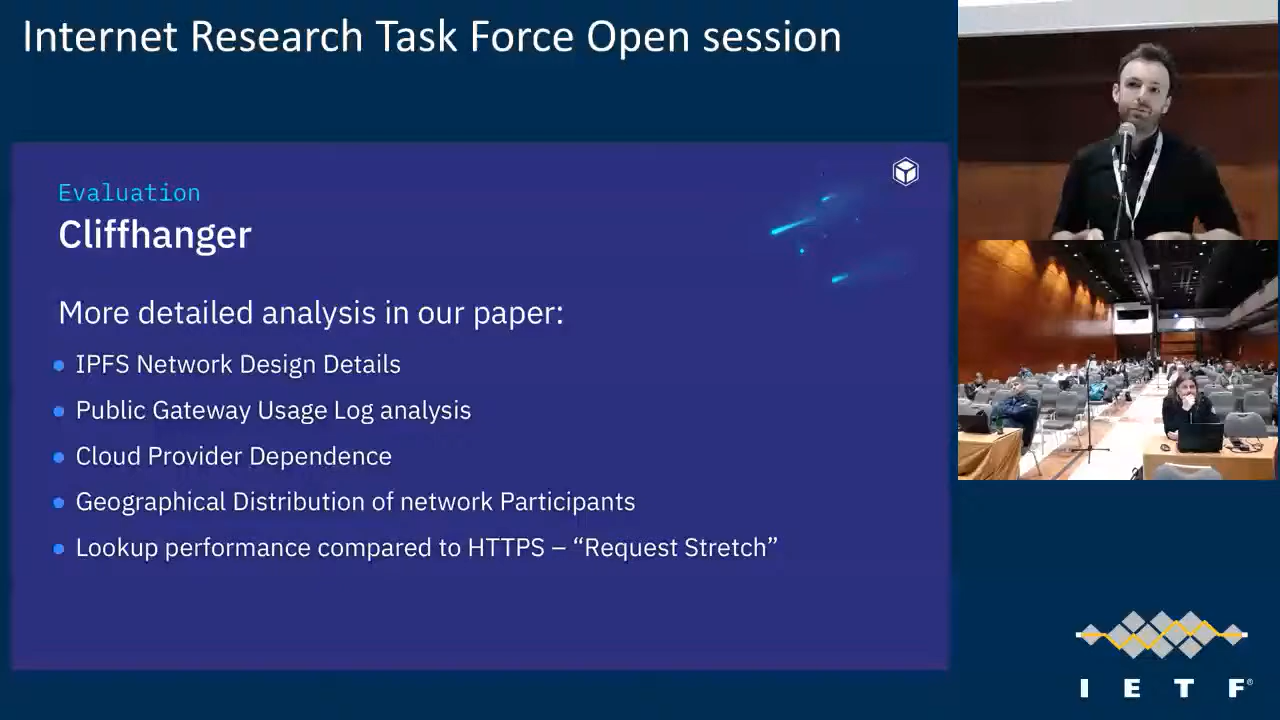 Internet Research Task Force Open session
Evaluation
Cliffhanger
More detailed analysis in our paper:
IPFS Network Design Details
Public Gateway Usage Log analysis
Cloud Provider Dependence
Geographical Distribution of network Participants
Lookup performance compared to HTTPS – “Request Stretch”
I E T F®